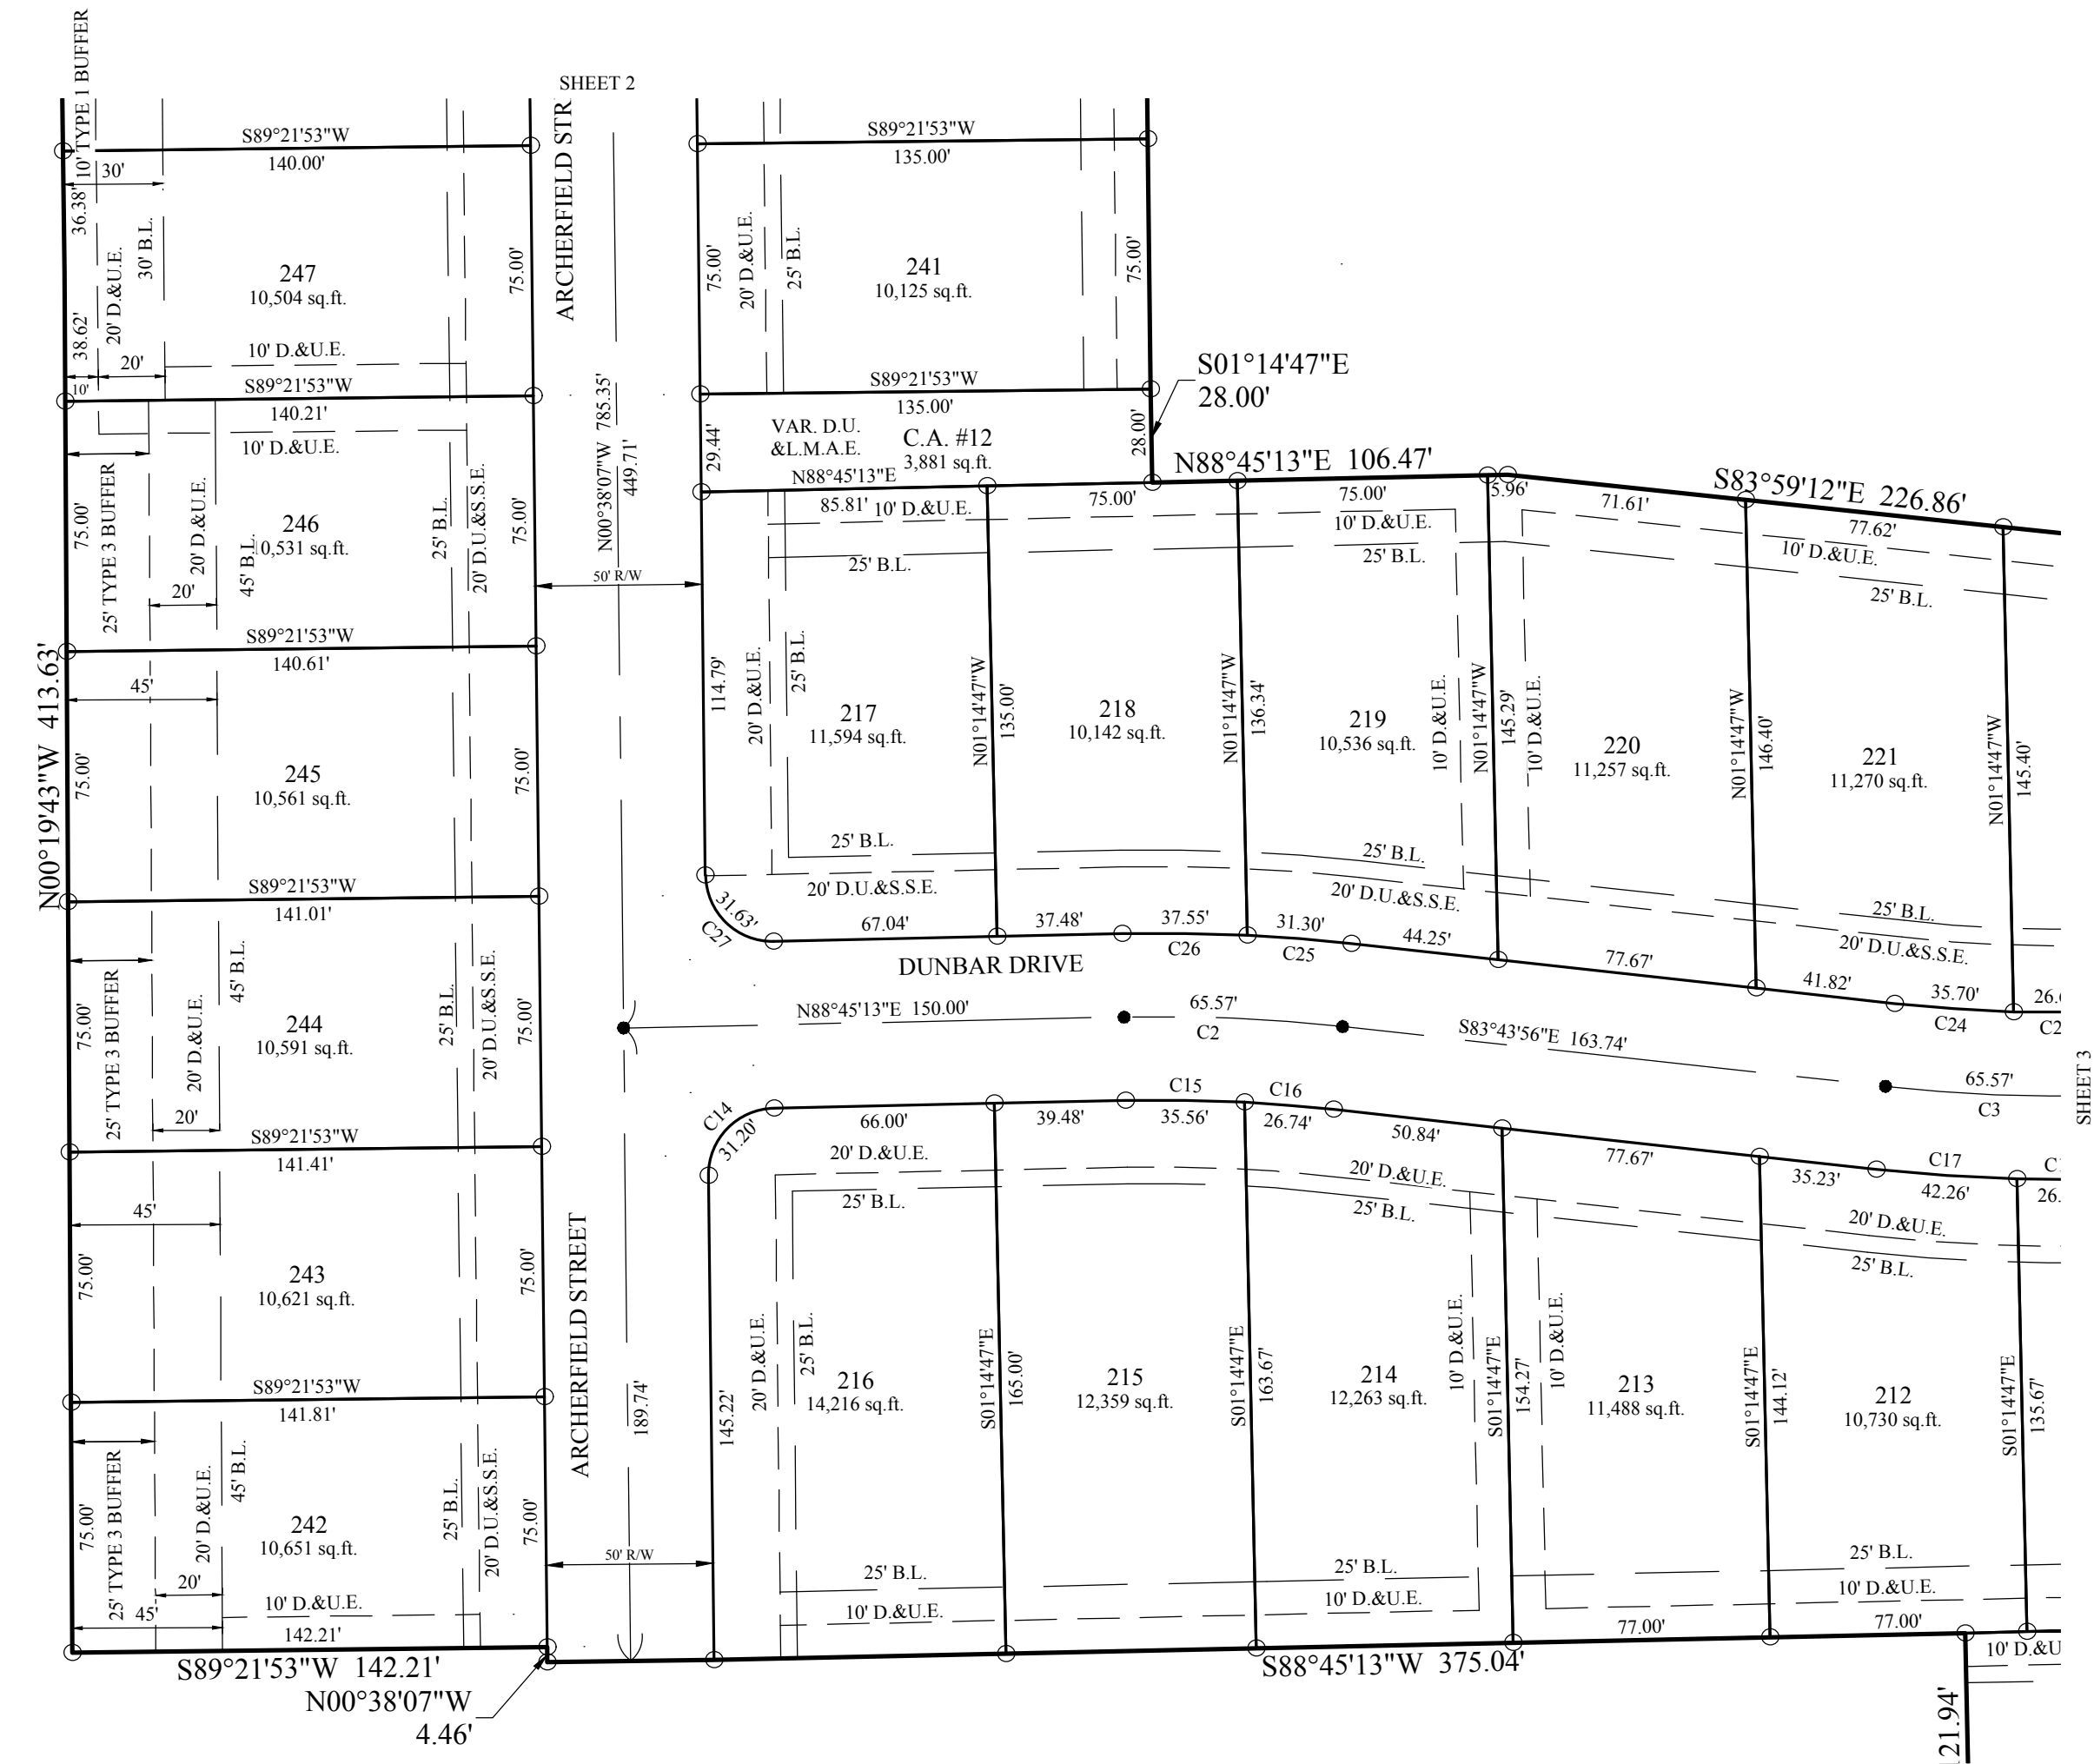 SHEET 2
10' TYPE 1 BUFFER
S89°21'53"W
140.00'
30'
36.38'
38.62'
20' D.&U.E.
30' B.L.
247
10,504 sq.ft.
75.00'
10' D.&U.E.
20'
10'
S89°21'53"W
140.21'
10' D.&U.E.
ARCHERFIELD STR
N00°38'07"W 785.35'
449.71'
S89°21'53"W
135.00'
75.00'
20' D.&U.E.
25' B.L.
241
10,125 sq.ft.
75.00'
S89°21'53"W
135.00'
S01°14'47"E
28.00'
29.44'
VAR. D.U.
&L.M.A.E.
C.A. #12
3,881 sq.ft.
28.00'
N88°45'13"E
N88°45'13"E 106.47'
S83°59'12"E 226.86'
85.81'
10' D.&U.E.
75.00'
75.00'
5.96'
71.61'
77.62'
10' D.&U.E.
10' D.&U.E.
25' B.L.
25' B.L.
25' B.L.
75.00'
25' TYPE 3 BUFFER
20' D.&U.E.
45' B.L.
246
10,531 sq.ft.
25' B.L.
20' D.U.&S.S.E.
75.00'
20'
50' R/W
S89°21'53"W
140.61'
45'
N00°19'43"W 413.63'
75.00'
245
10,561 sq.ft.
75.00'
S89°21'53"W
141.01'
114.79'
20' D.&U.E.
25' B.L.
217
11,594 sq.ft.
N01°14'47"W
135.00'
218
10,142 sq.ft.
N01°14'47"W
136.34'
219
10,536 sq.ft.
10' D.&U.E.
N01°14'47"W
145.29'
10' D.&U.E.
220
11,257 sq.ft.
N01°14'47"W
146.40'
221
11,270 sq.ft.
N01°14'47"W
145.40'
25' B.L.
20' D.U.&S.S.E.
25' B.L.
20' D.U.&S.S.E.
25' B.L.
20' D.U.&S.S.E.
31.63'
C27
67.04'
37.48'
37.55'
C26
31.30'
C25
44.25'
77.67'
41.82'
35.70'
C24
DUNBAR DRIVE
N88°45'13"E 150.00'
65.57'
C2
S83°43'56"E 163.74'
65.57'
C3
SHEET 3
75.00'
25' TYPE 3 BUFFER
20' D.&U.E.
45' B.L.
244
10,591 sq.ft.
25' B.L.
20' D.U.&S.S.E.
75.00'
20'
S89°21'53"W
141.41'
45'
75.00'
243
10,621 sq.ft.
75.00'
S89°21'53"W
141.81'
C14
31.20'
66.00'
39.48'
C15
35.56'
C16
26.74'
50.84'
77.67'
35.23'
C17
42.26'
20' D.&U.E.
25' B.L.
20' D.&U.E.
25' B.L.
20' D.&U.E.
25' B.L.
ARCHERFIELD STREET
189.74'
145.22'
20' D.&U.E.
25' B.L.
216
14,216 sq.ft.
S01°14'47"E
165.00'
215
12,359 sq.ft.
S01°14'47"E
163.67'
214
12,263 sq.ft.
10' D.&U.E.
S01°14'47"E
154.27'
10' D.&U.E.
213
11,488 sq.ft.
S01°14'47"E
144.12'
212
10,730 sq.ft.
S01°14'47"E
135.67'
75.00'
25' TYPE 3 BUFFER
20' D.&U.E.
45' B.L.
242
10,651 sq.ft.
25' B.L.
20' D.U.&S.S.E.
75.00'
50' R/W
20'
45'
10' D.&U.E.
142.21'
25' B.L.
10' D.&U.E.
25' B.L.
10' D.&U.E.
25' B.L.
10' D.&U.E.
77.00'
77.00'
10' D.&U
S89°21'53"W 142.21'
S88°45'13"W 375.04'
N00°38'07"W
4.46'
121.94'